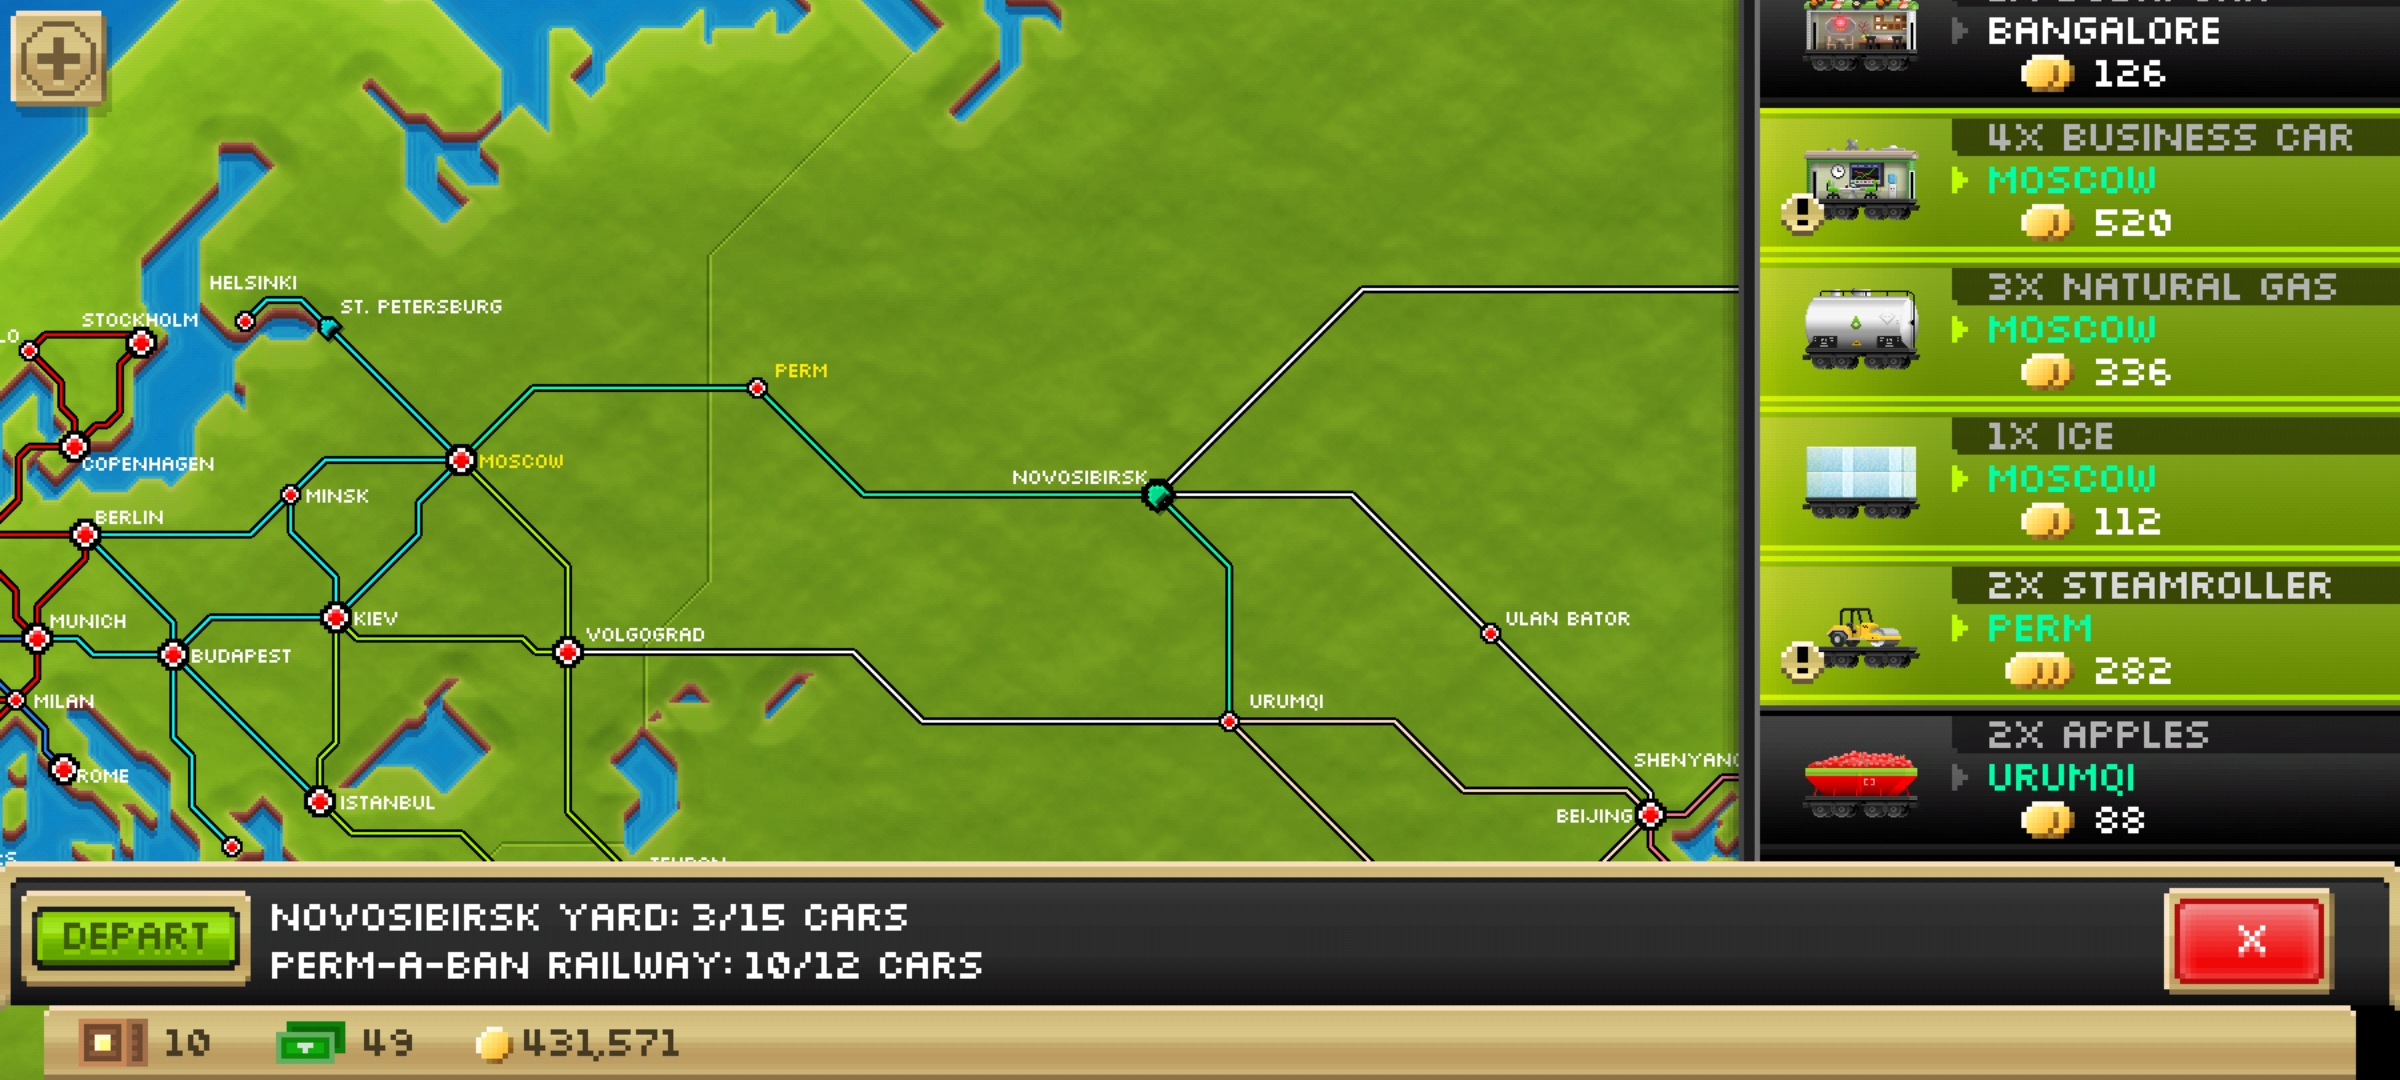 BANGALORE
126
4X BUSINESS CAR
MOSCOW
520
3X NATURAL GAS
MOSCOW
336
1X ICE
MOSCOW
112
2X STEAMROLLER
PERM
282
2X APPLES
URUMQI
88
HELSINKI
ST. PETERSBURG
STOCKHOLM
LO
PERM
COPENHAGEN
MOSCOW
NOVOSIBIRSK
MINSK
BERLIN
MUNICH
KIEV
VOLGOGRAD
ULAN BATOR
BUDAPEST
MILAN
URUMQI
ROME
SHENYANG
ISTANBUL
BEIJING
DEPART
NOVOSIBIRSK YARD: 3/15 CARS
PERM-A-BAN RAILWAY: 10/12 CARS
X
10
49
431,571